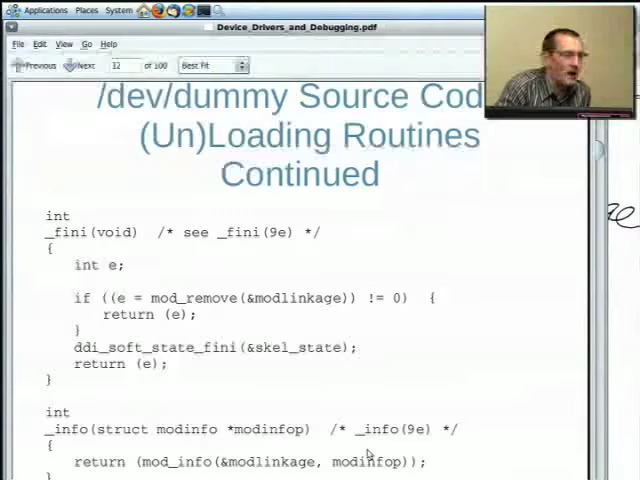 Applications Places System
Device_Drivers_and_Debugging.pdf
File Edit View Go Help
Previous Next 12 of 100 Best Fit
/dev/dummy Source Cod
(Un)Loading Routines
Continued
int
_fini(void) /* see _fini(9e) */
{
int e;
if ((e = mod_remove(&modlinkage)) != 0) {
return (e);
}
ddi_soft_state_fini(&skel_state);
return (e);
}
int
_info(struct modinfo *modinfop) /* _info(9e) */
{
return (mod_info(&modlinkage, modinfop));
}